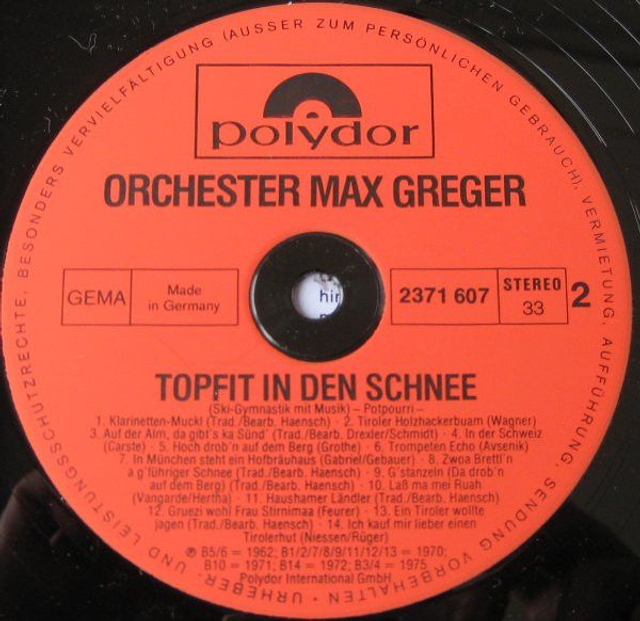 polydor
ORCHESTER MAX GREGER
GEMA
Made
in Germany
hir
2371 607
STEREO
33
2
TOPFIT IN DEN SCHNEE
(Ski-Gymnastik mit Musik) – Potpourri –
1. Klarinetten-Muckl (Trad./Bearb. Haensch) · 2. Tiroler Holzhackerbuam (Wagner)
3. Auf der Alm, da gibt's ka Sünd' (Trad./Bearb. Drexler/Schmidt) · 4. In der Schweiz
(Carste) · 5. Hoch drob'n auf dem Berg (Grothe) · 6. Trompeten Echo (Avsenik)
7. In München steht ein Hofbräuhaus (Gabriel/Gebauer) · 8. Zwoa Brettl'n
a g'führiger Schnee (Trad./Bearb. Haensch) · 9. G'stanzeln (Da drob'n
auf dem Berg) (Trad./Bearb. Haensch) · 10. Laß ma mei Ruah
(Vangarde/Hertha) · 11. Haushamer Ländler (Trad./Bearb. Haensch)
12. Gruezi wohl Frau Stirnimaa (Feurer) · 13. Ein Tiroler wollte
jagen (Trad./Bearb. Haensch) · 14. Ich kauf mir lieber einen
Tirolerhut (Niessen/Rüger)
℗ B5/6 = 1962; B1/2/7/8/9/11/12/13 = 1970;
B10 = 1971; B14 = 1972; B3/4 = 1975
Polydor International GmbH
URHEBER- UND LEISTUNGSSCHUTZRECHTE, BESONDERS VERVIELFÄLTIGUNG (AUSSER ZUM PERSÖNLICHEN GEBRAUCH), VERMIETUNG, AUFFÜHRUNG, SENDUNG VORBEHALTEN ·